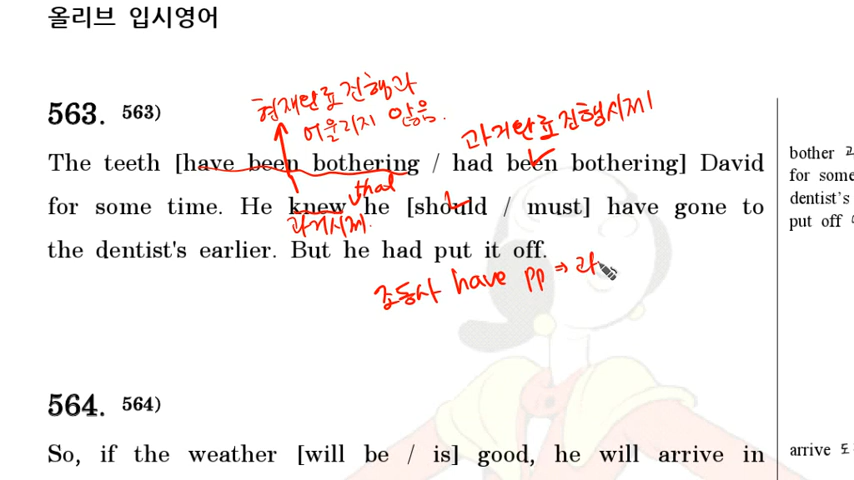 올리브 입시영어
563. 563)
현재완료진행과
어울리지 않음.
과거완료진행시제!
The teeth [have been bothering / had been bothering] David
that
for some time. He knew he [should / must] have gone to
과거시제.
the dentist's earlier. But he had put it off.
조동사 have pp ⇒ 과
bother
for some
dentist's
put off
564. 564)
So, if the weather [will be / is] good, he will arrive in
arrive 도